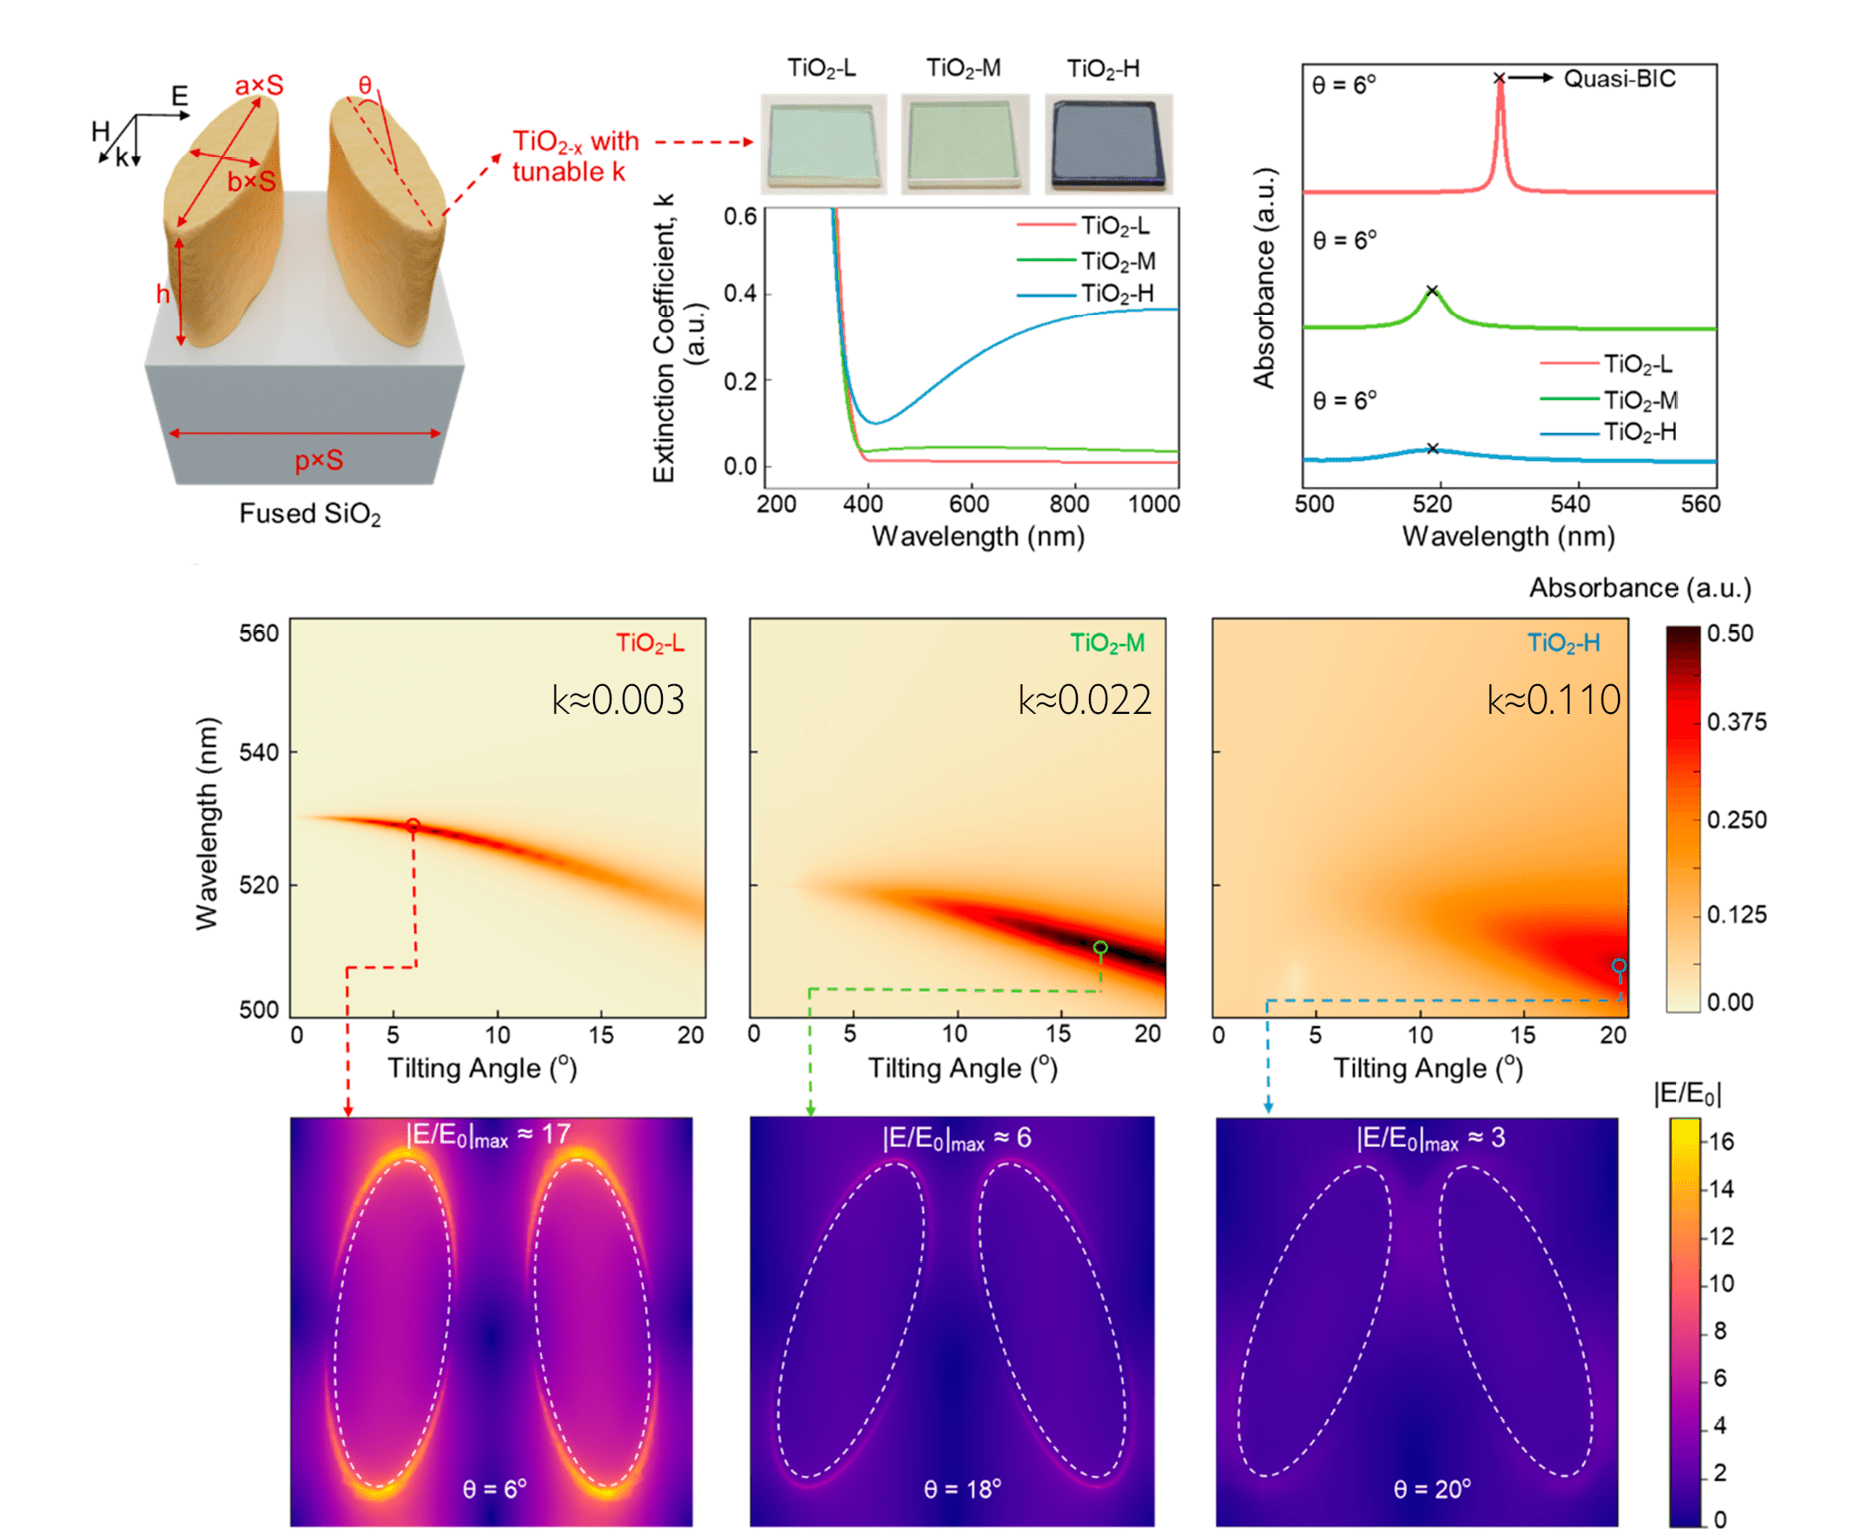 E
H
k
a×S
b×S
θ
h
p×S
Fused SiO₂
TiO₂₋ₓ with
tunable k
TiO₂-L
TiO₂-M
TiO₂-H
Extinction Coefficient, k
(a.u.)
0.6
0.4
0.2
0.0
TiO₂-L
TiO₂-M
TiO₂-H
200
400
600
800
1000
Wavelength (nm)
Absorbance (a.u.)
θ = 6°
Quasi-BIC
θ = 6°
θ = 6°
TiO₂-L
TiO₂-M
TiO₂-H
500
520
540
560
Wavelength (nm)
Absorbance (a.u.)
Wavelength (nm)
560
540
520
500
TiO₂-L
k≈0.003
0
5
10
15
20
Tilting Angle (°)
TiO₂-M
k≈0.022
0
5
10
15
20
Tilting Angle (°)
TiO₂-H
k≈0.110
0
5
10
15
20
Tilting Angle (°)
0.50
0.375
0.250
0.125
0.00
|E/E₀|max ≈ 17
θ = 6°
|E/E₀|max ≈ 6
θ = 18°
|E/E₀|max ≈ 3
θ = 20°
|E/E₀|
16
14
12
10
8
6
4
2
0